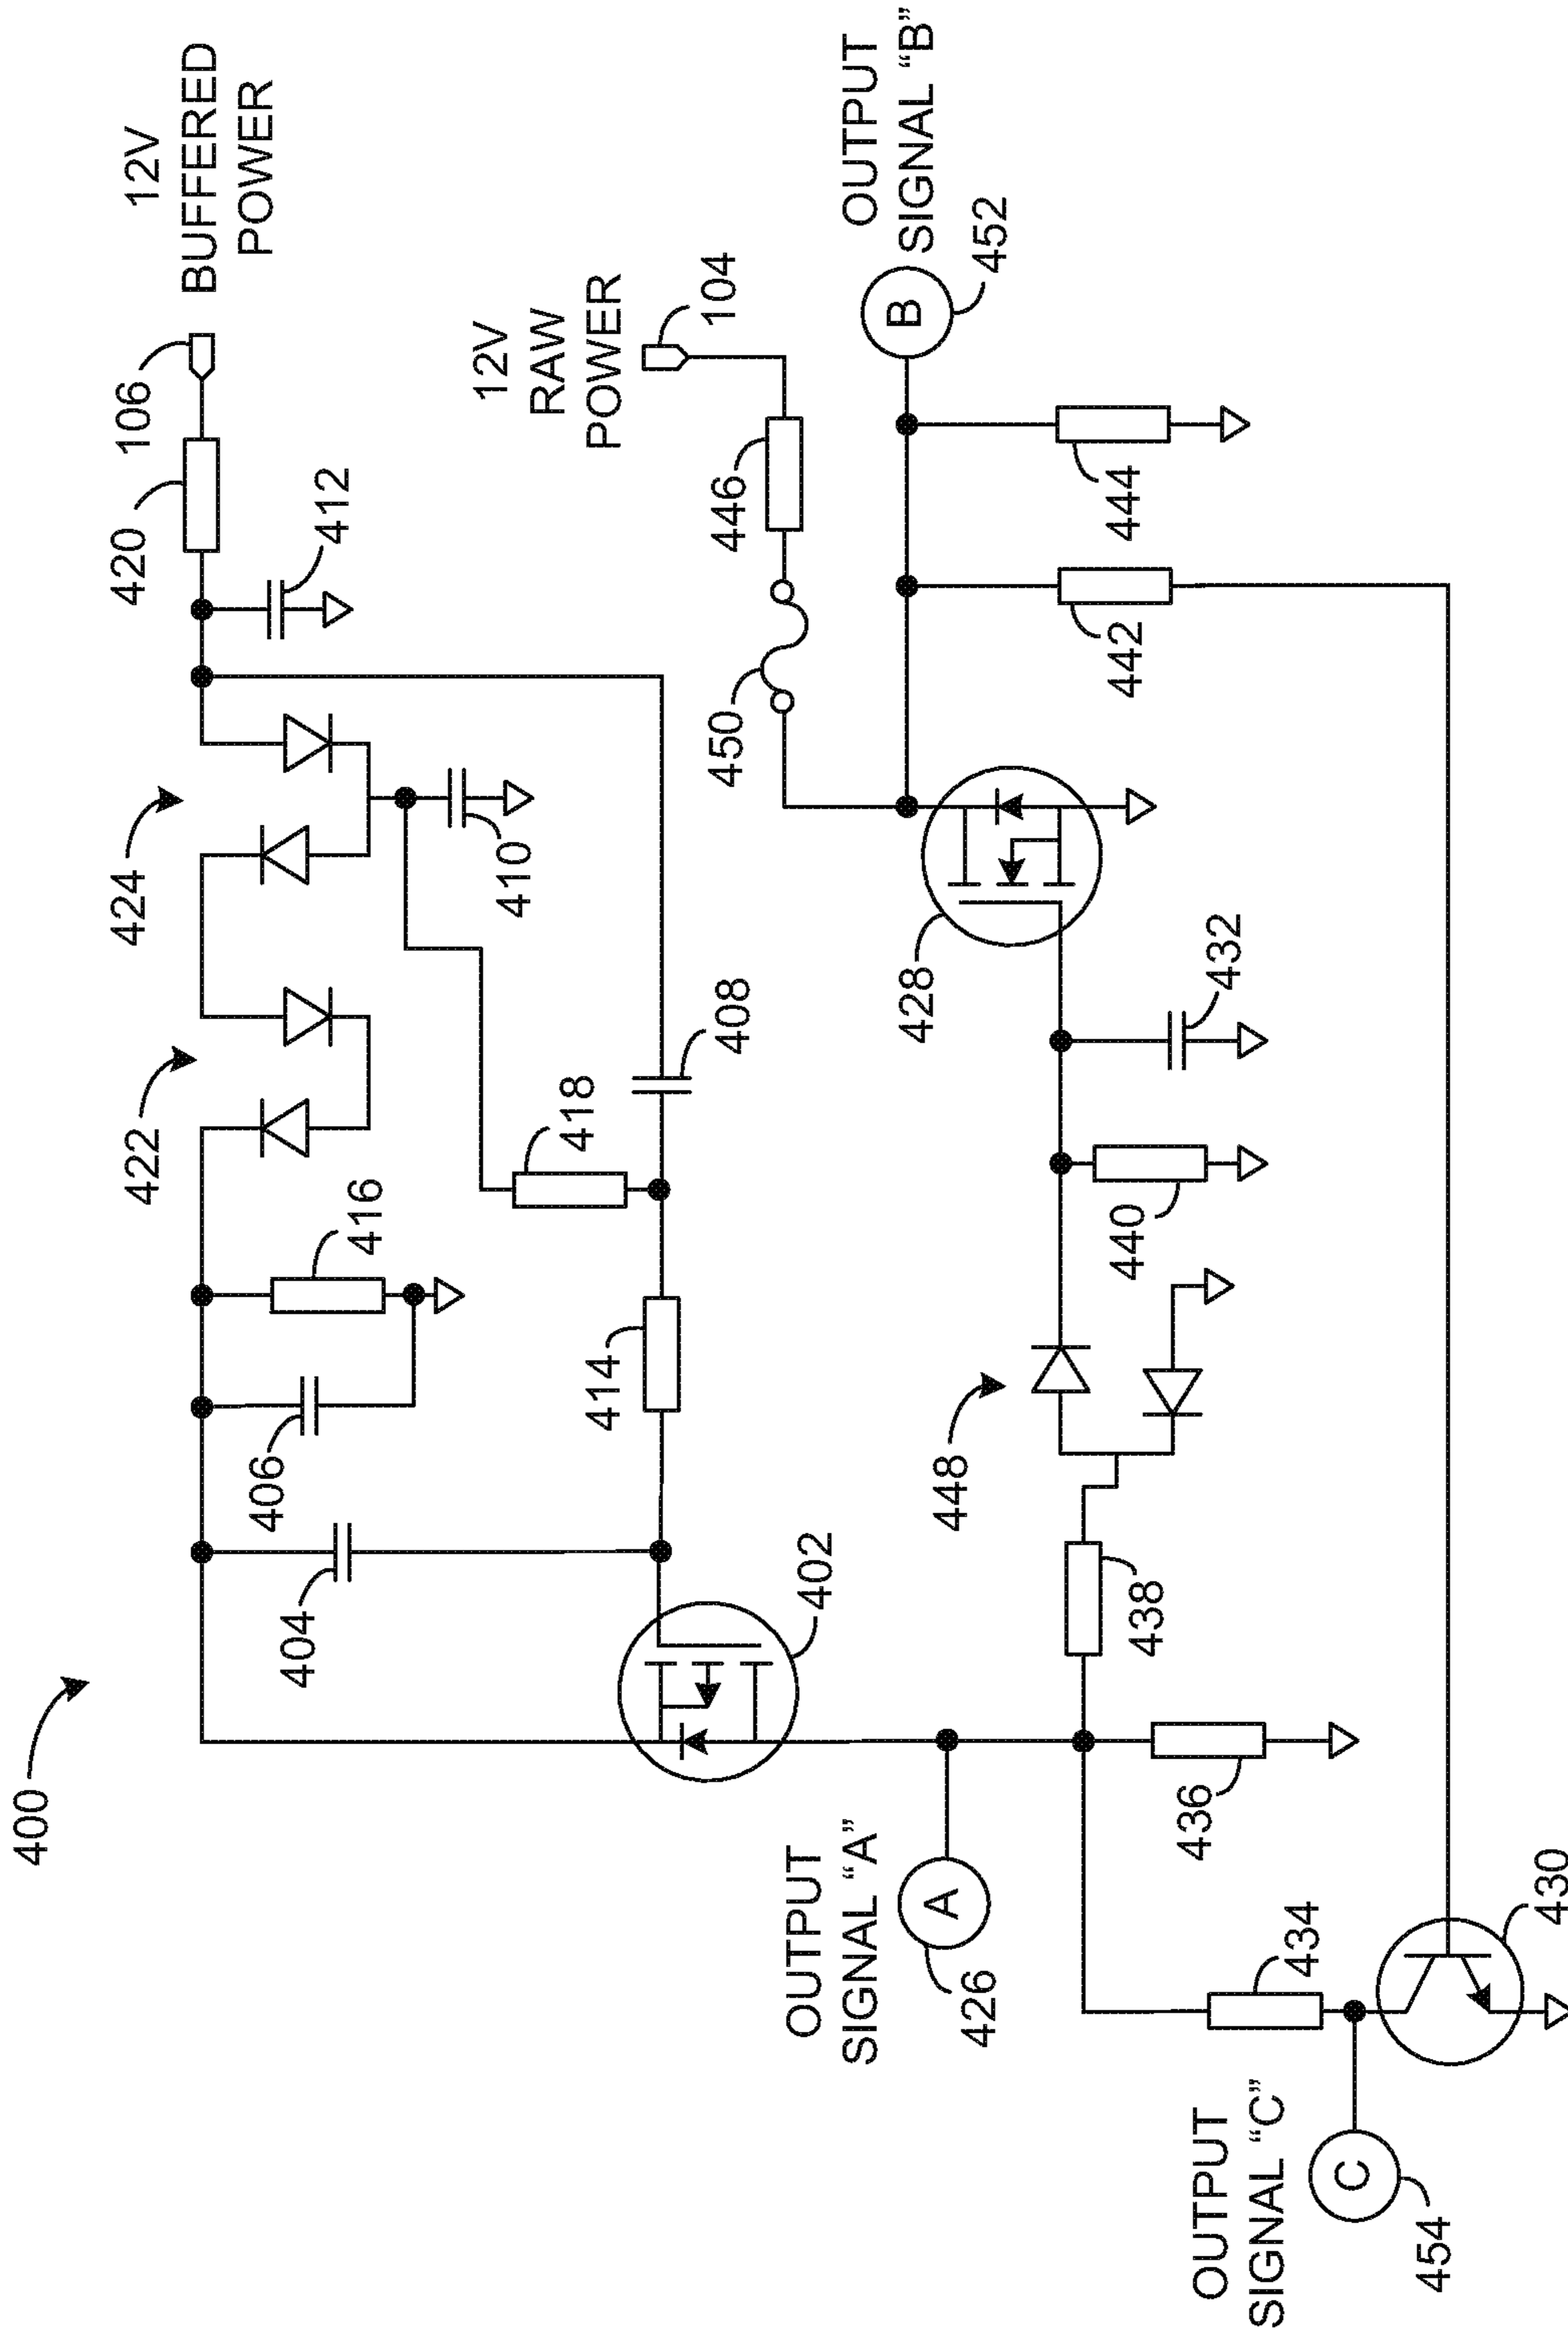 400
12V
BUFFERED
POWER
106
420
412
424
422
410
416
418
408
406
414
404
402
12V
RAW
POWER
104
446
450
OUTPUT
SIGNAL “B”
B
452
444
442
428
432
440
448
438
436
OUTPUT
SIGNAL “A”
A
426
434
430
OUTPUT
SIGNAL “C”
C
454